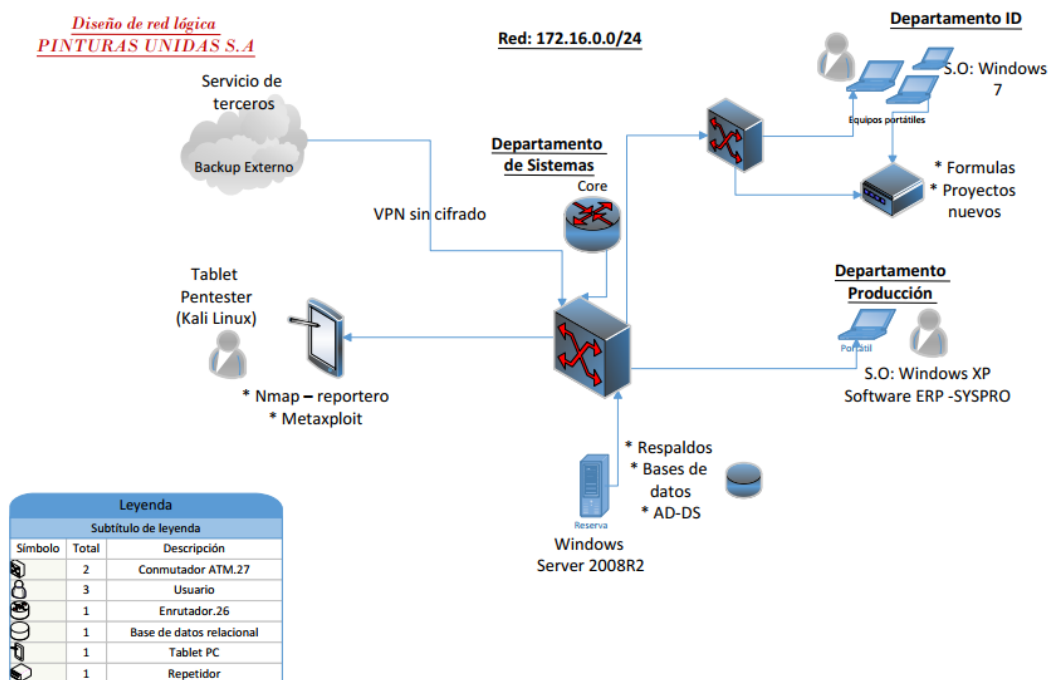 Diseño de red lógica
PINTURAS UNIDAS S.A
Red: 172.16.0.0/24
Departamento ID
S.O: Windows
7
Equipos portátiles
* Formulas
* Proyectos
nuevos
Servicio de
terceros
Backup Externo
VPN sin cifrado
Departamento
de Sistemas
Core
Tablet
Pentester
(Kali Linux)
* Nmap – reportero
* Metaxploit
Departamento
Producción
Portátil
S.O: Windows XP
Software ERP -SYSPRO
* Respaldos
* Bases de
datos
* AD-DS
Reserva
Windows
Server 2008R2
Leyenda
Subtítulo de leyenda
Símbolo Total Descripción
2 Conmutador ATM.27
3 Usuario
1 Enrutador.26
1 Base de datos relacional
1 Tablet PC
1 Repetidor